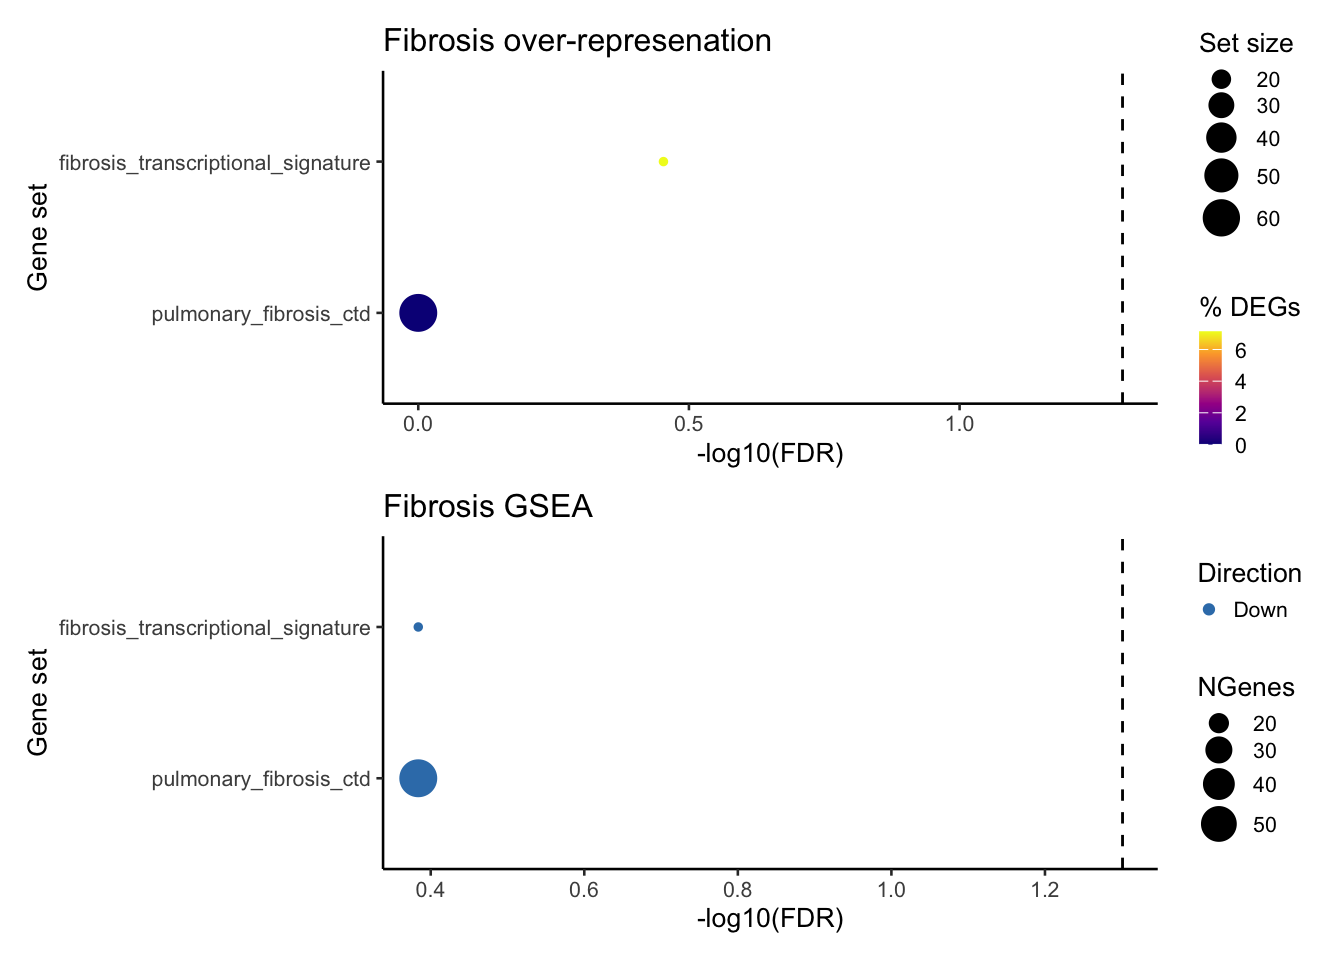 Fibrosis over-represenation
Gene set
fibrosis_transcriptional_signature
pulmonary_fibrosis_ctd
0.0 0.5 1.0
-log10(FDR)
Set size
20
30
40
50
60
% DEGs
6
4
2
0
Fibrosis GSEA
Gene set
fibrosis_transcriptional_signature
pulmonary_fibrosis_ctd
0.4 0.6 0.8 1.0 1.2
-log10(FDR)
Direction
Down
NGenes
20
30
40
50